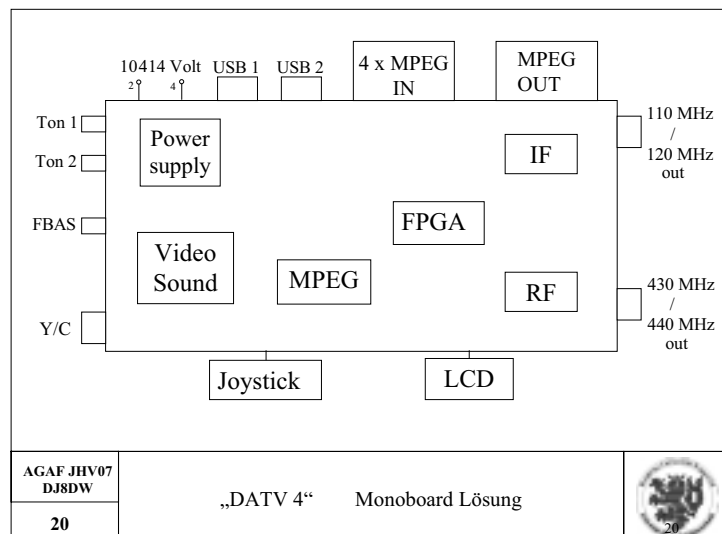 10414 Volt
2
4
USB 1
USB 2
4 x MPEG
IN
MPEG
OUT
Ton 1
Ton 2
FBAS
Y/C
Power
supply
Video
Sound
MPEG
FPGA
IF
RF
110 MHz
/
120 MHz
out
430 MHz
/
440 MHz
out
Joystick
LCD
AGAF JHV07
DJ8DW
20
„DATV 4“ Monoboard Lösung
20